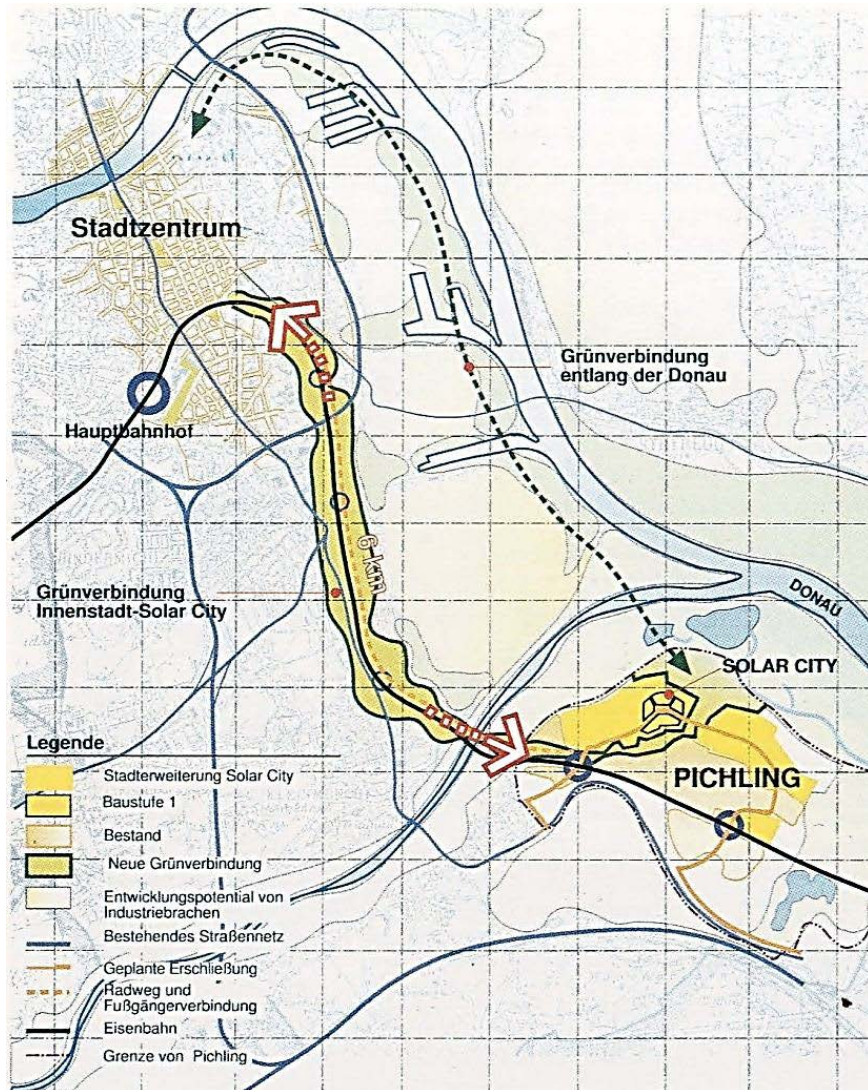 Stadtzentrum
Hauptbahnhof
Grünverbindung
entlang der Donau
6 km
Grünverbindung
Innenstadt-Solar City
DONAU
SOLAR CITY
PICHLING
Legende
Stadterweiterung Solar City
Baustufe 1
Bestand
Neue Grünverbindung
Entwicklungspotential von
Industriebrachen
Bestehendes Straßennetz
Geplante Erschließung
Radweg und
Fußgängerverbindung
Eisenbahn
Grenze von Pichling